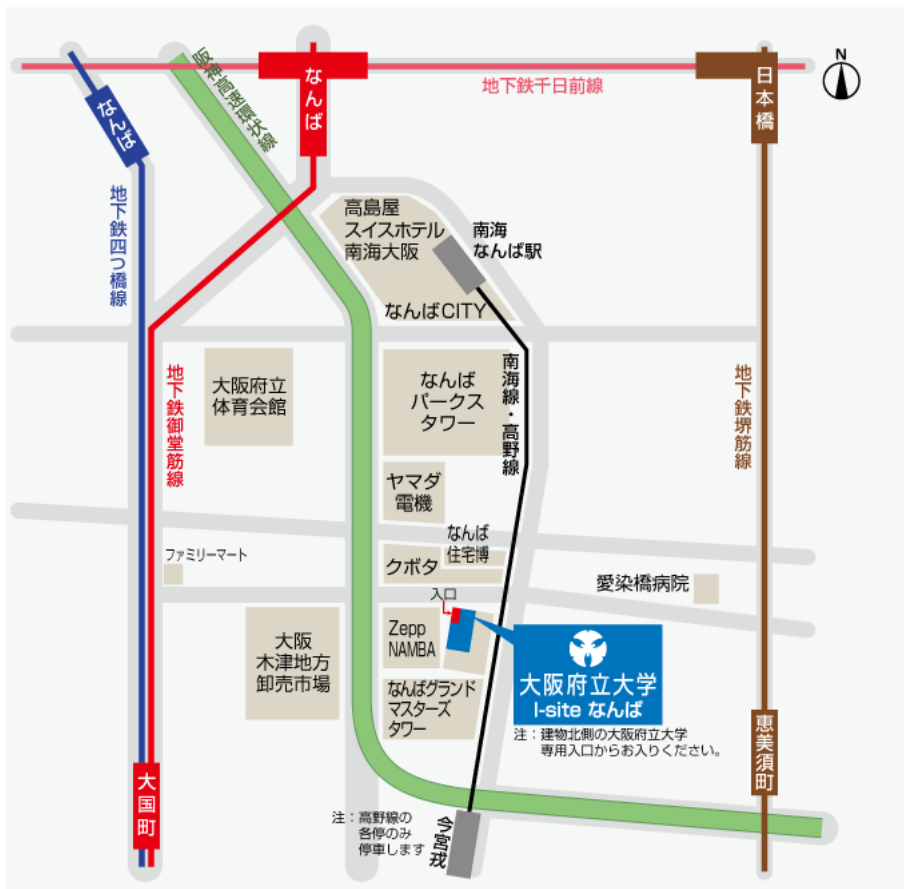 N
なんば
なんば
日本橋
地下鉄千日前線
阪神高速環状線
地下鉄四つ橋線
高島屋
スイスホテル
南海大阪
南海
なんば駅
なんばCITY
地下鉄御堂筋線
大阪府立
体育会館
なんば
パークス
タワー
南海線・高野線
地下鉄堺筋線
ヤマダ
電機
なんば
住宅博
ファミリーマート
クボタ
愛染橋病院
入口
Zepp
NAMBA
大阪
木津地方
卸売市場
大阪府立大学
I-site なんば
なんばグランド
マスターズ
タワー
注：建物北側の大阪府立大学
専用入口からお入りください。
恵美須町
大国町
注：高野線の
各停のみ
停車します
今宮戎